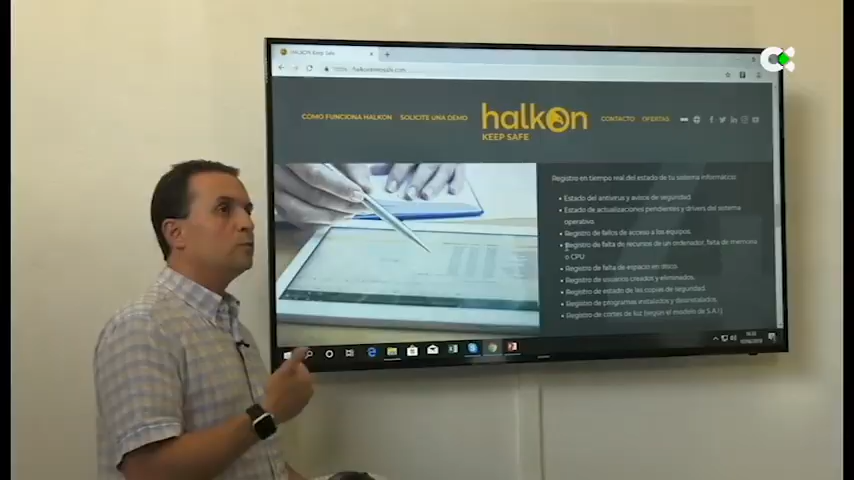 HALKON Keep Safe
COMO FUNCIONA HALKON
SOLICITE UNA DEMO
halkOn
KEEP SAFE
CONTACTO
OFERTAS
Registro en tiempo real del estado de tu sistema informático:
• Estado del antivirus y avisos de seguridad.
• Estado de actualizaciones pendientes y drivers del sistema
operativo.
• Registro de fallos de acceso a los equipos.
• Registro de falta de recursos de un ordenador, falta de memoria
o CPU
• Registro de falta de espacio en disco.
• Registro de usuarios creados y eliminados.
• Registro de estado de las copias de seguridad.
• Registro de programas instalados y desinstalados.
• Registro de cortes de luz (según el modelo de S.A.I.)